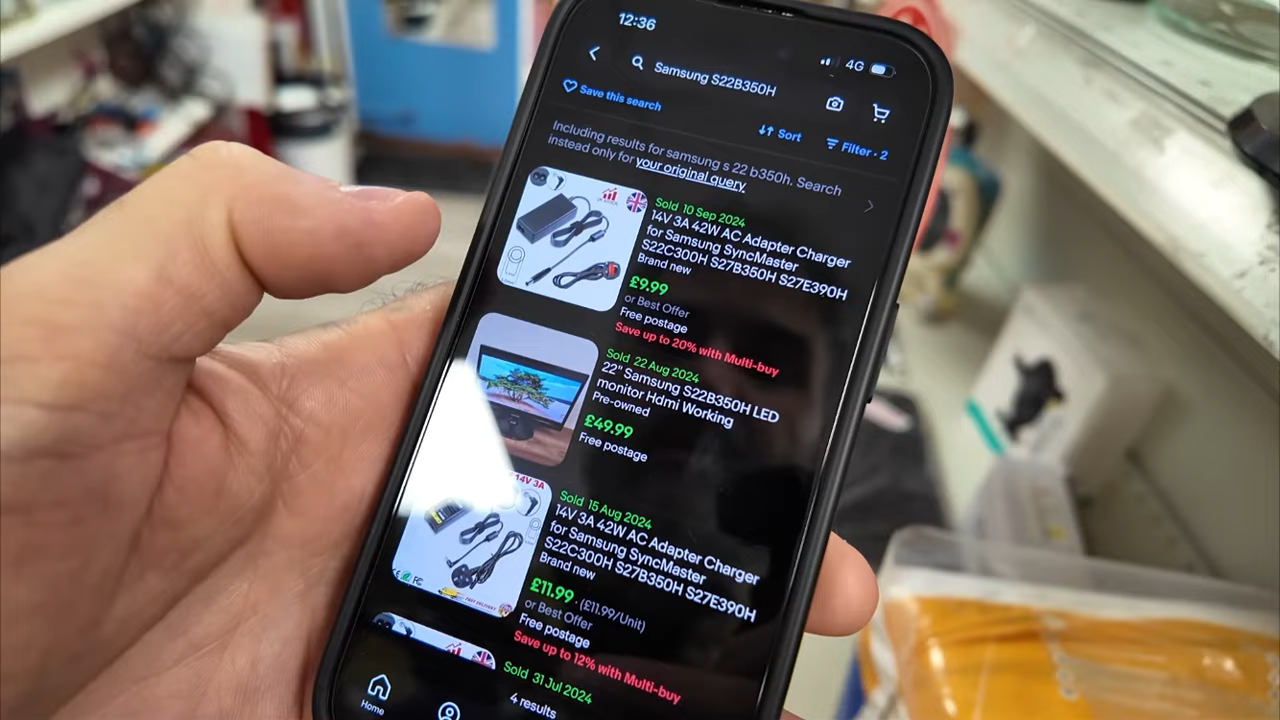 12:36
4G
Samsung S22B350H
Save this search
Sort
Filter · 2
Including results for samsung s 22 b350h. Search
instead only for your original query.
Sold 10 Sep 2024
14V 3A 42W AC Adapter Charger
for Samsung SyncMaster
S22C300H S27B350H S27E390H
Brand new
£9.99
or Best Offer
Free postage
Save up to 20% with Multi-buy
Sold 22 Aug 2024
22" Samsung S22B350H LED
monitor Hdmi Working
Pre-owned
£49.99
Free postage
14V 3A
Sold 15 Aug 2024
14V 3A 42W AC Adapter Charger
for Samsung SyncMaster
S22C300H S27B350H S27E390H
Brand new
£11.99 · (£11.99/Unit)
or Best Offer
Free postage
Save up to 12% with Multi-buy
Sold 31 Jul 2024
4 results
Home